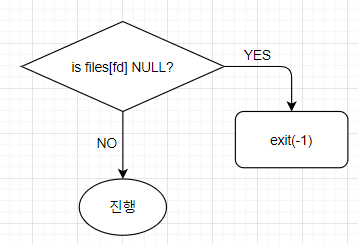 is files[fd] NULL?
YES
exit(-1)
NO
진행